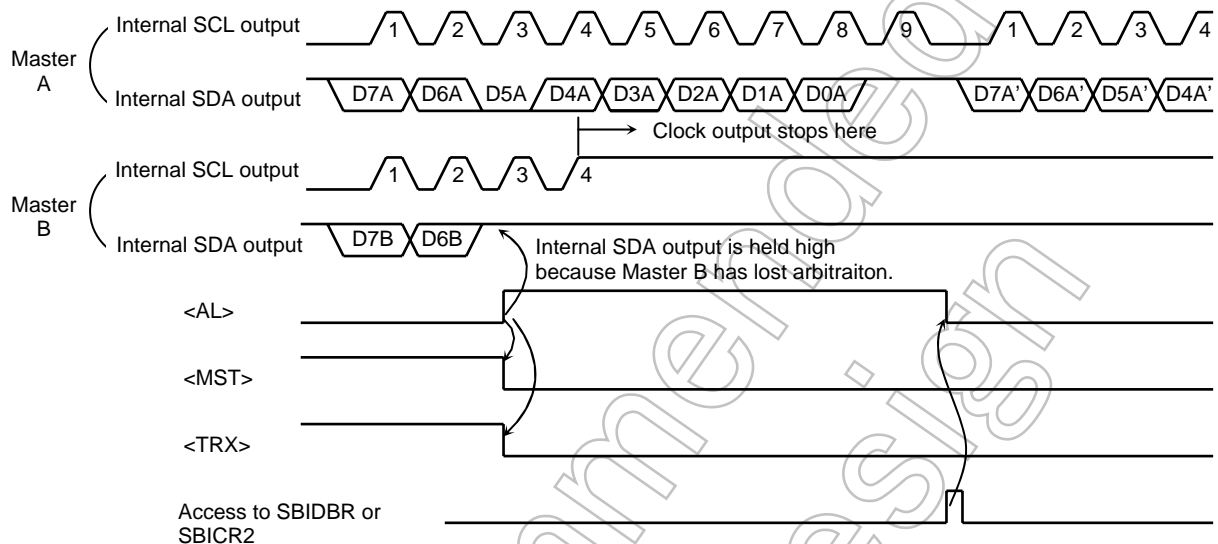 Internal SCL output 1 2 3 4 5 6 7 8 9 1 2 3 4
Master
A
Internal SDA output D7A D6A D5A D4A D3A D2A D1A D0A D7A' D6A' D5A' D4A'
Clock output stops here
Internal SCL output 1 2 3 4
Master
B
Internal SDA output D7B D6B
Internal SDA output is held high
because Master B has lost arbitraiton.
<AL>
<MST>
<TRX>
Access to SBIDBR or
SBICR2